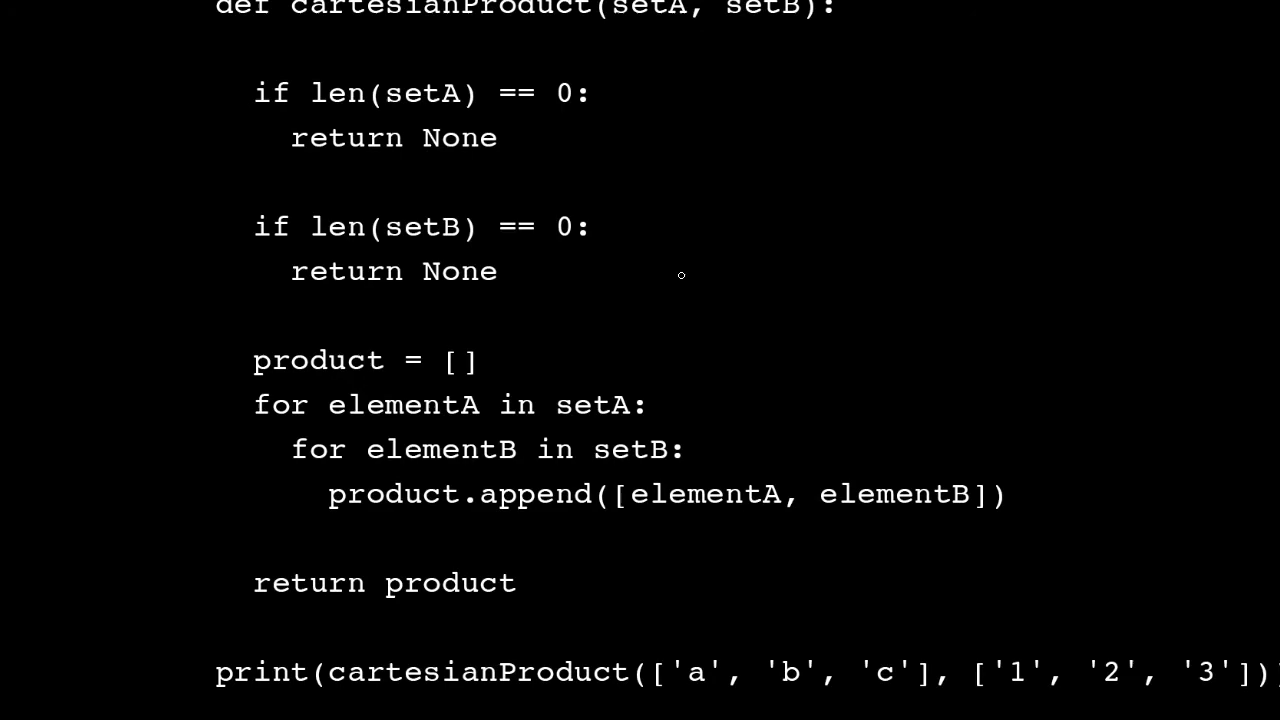 def cartesianProduct(setA, setB):
if len(setA) == 0:
return None
if len(setB) == 0:
return None
product = []
for elementA in setA:
for elementB in setB:
product.append([elementA, elementB])
return product
print(cartesianProduct(['a', 'b', 'c'], ['1', '2', '3']))